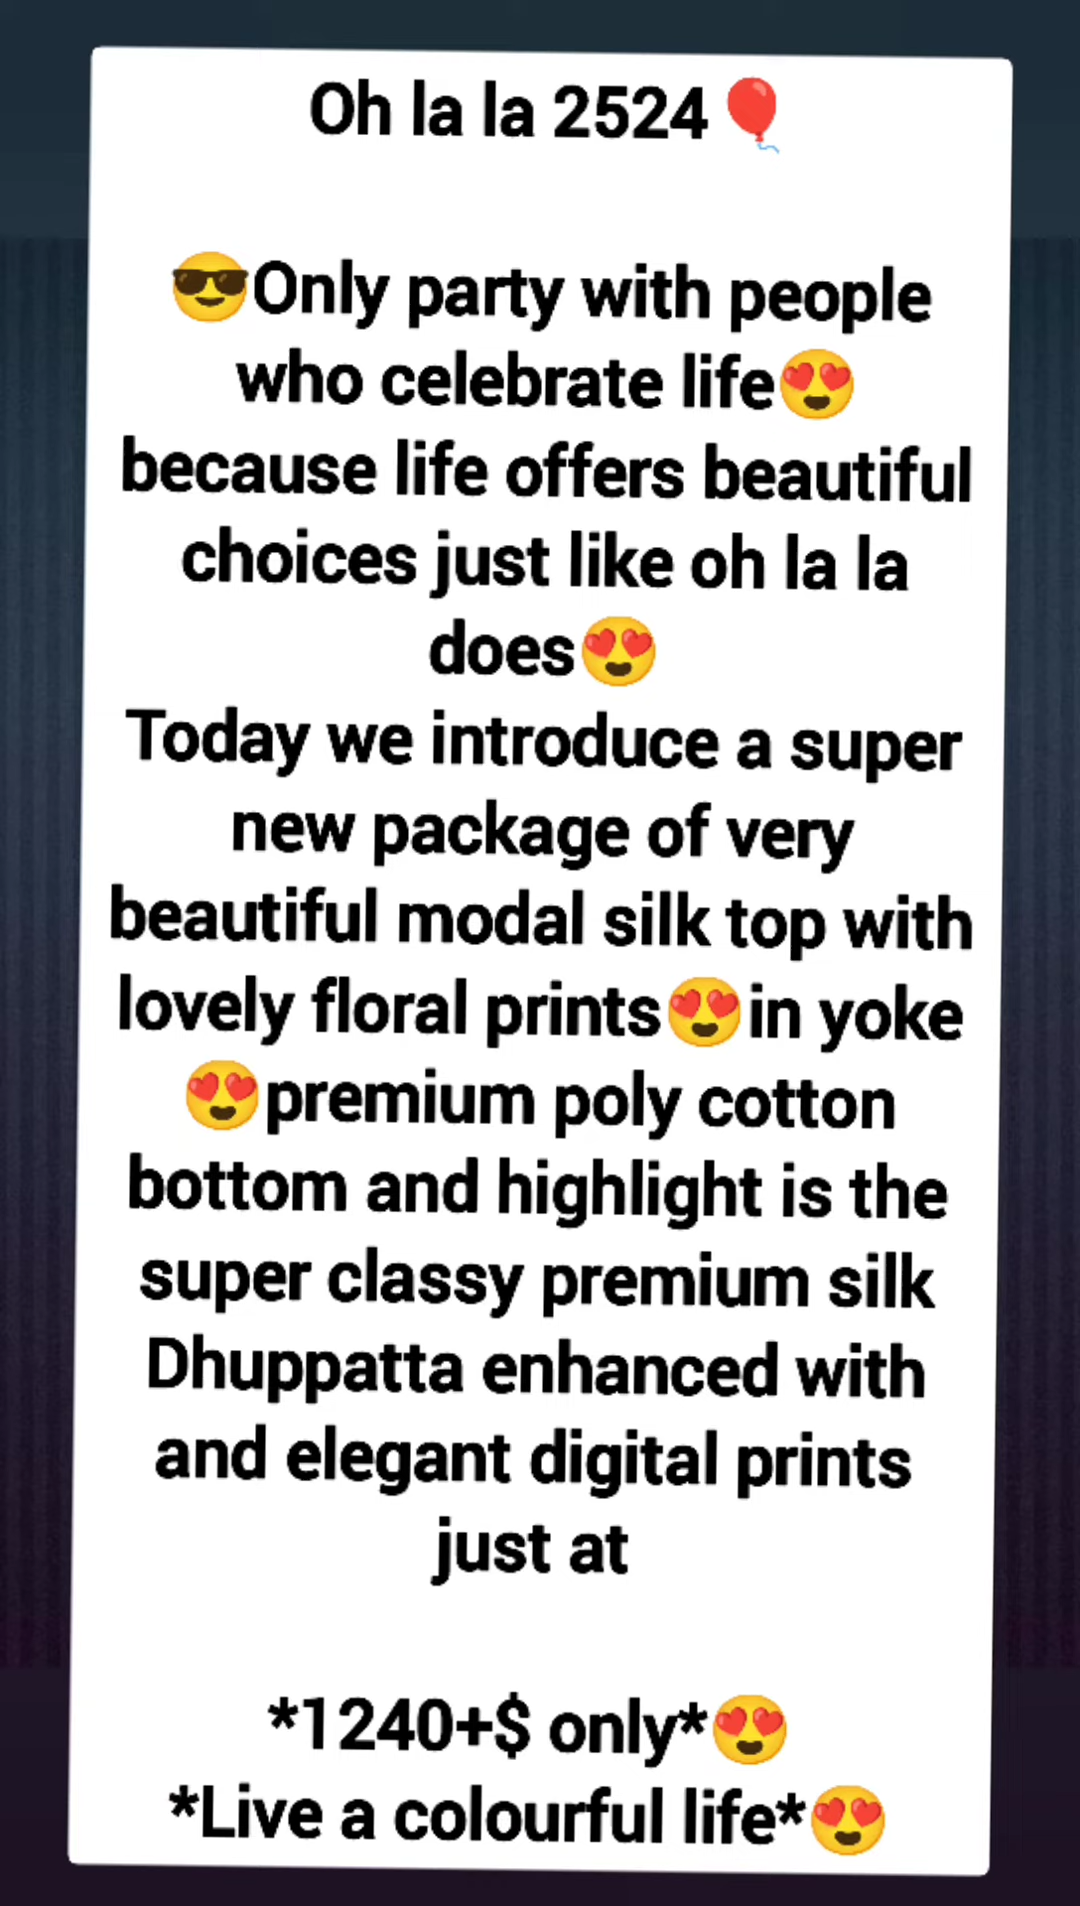 Oh la la 2524🎈
😎Only party with people
who celebrate life😍
because life offers beautiful
choices just like oh la la
does😍
Today we introduce a super
new package of very
beautiful modal silk top with
lovely floral prints😍in yoke
😍premium poly cotton
bottom and highlight is the
super classy premium silk
Dhuppatta enhanced with
and elegant digital prints
just at
*1240+$ only*😍
*Live a colourful life*😍